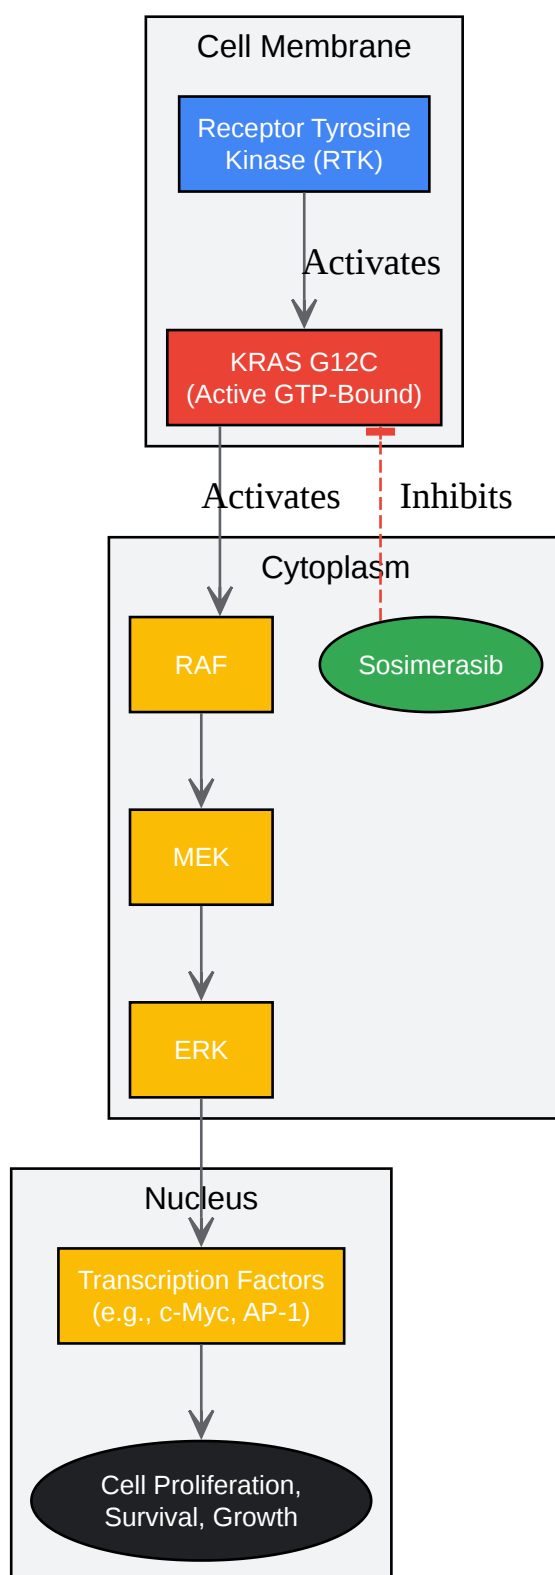 Cell Membrane
Receptor Tyrosine
Kinase (RTK)
Activates
KRAS G12C
(Active GTP-Bound)
Activates
Inhibits
Cytoplasm
RAF
Sosimerasib
MEK
ERK
Nucleus
Transcription Factors
(e.g., c-Myc, AP-1)
Cell Proliferation,
Survival, Growth